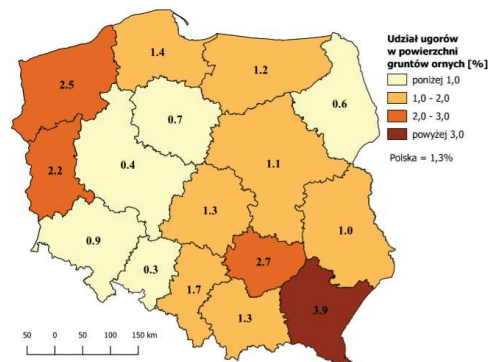 Udział ugorów
w powierzchni
gruntów ornych [%]
poniżej 1,0
1,0 - 2,0
2,0 - 3,0
powyżej 3,0
Polska = 1,3%
1.4
1.2
2.5
0.6
0.7
2.2
0.4
1.1
1.3
1.0
0.9
0.3
2.7
1.7
3.9
1.3
50 0 50 100 150 km